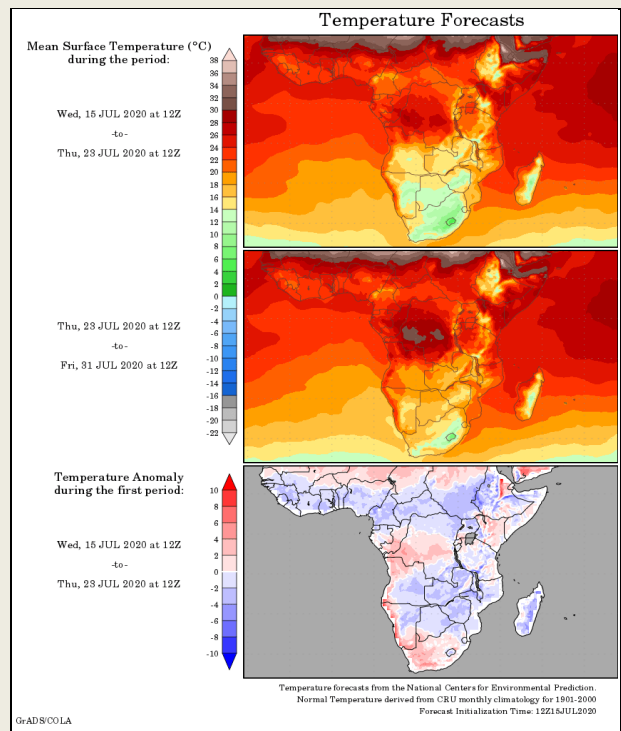 Temperature Forecasts
Mean Surface Temperature (°C)
during the period:
38
36
34
32
30
28
26
24
22
20
18
16
14
12
10
8
6
4
2
0
-2
-4
-6
-8
-10
-12
-14
-16
-18
-20
-22
Wed, 15 JUL 2020 at 12Z
-to-
Thu, 23 JUL 2020 at 12Z
Thu, 23 JUL 2020 at 12Z
-to-
Fri, 31 JUL 2020 at 12Z
Temperature Anomaly
during the first period:
10
8
6
4
2
0
-2
-4
-6
-8
-10
Wed, 15 JUL 2020 at 12Z
-to-
Thu, 23 JUL 2020 at 12Z
Temperature forecasts from the National Centers for Environmental Prediction.
Normal Temperature derived from CRU monthly climatology for 1901-2000
Forecast Initialization Time: 12Z15JUL2020
GrADS/COLA